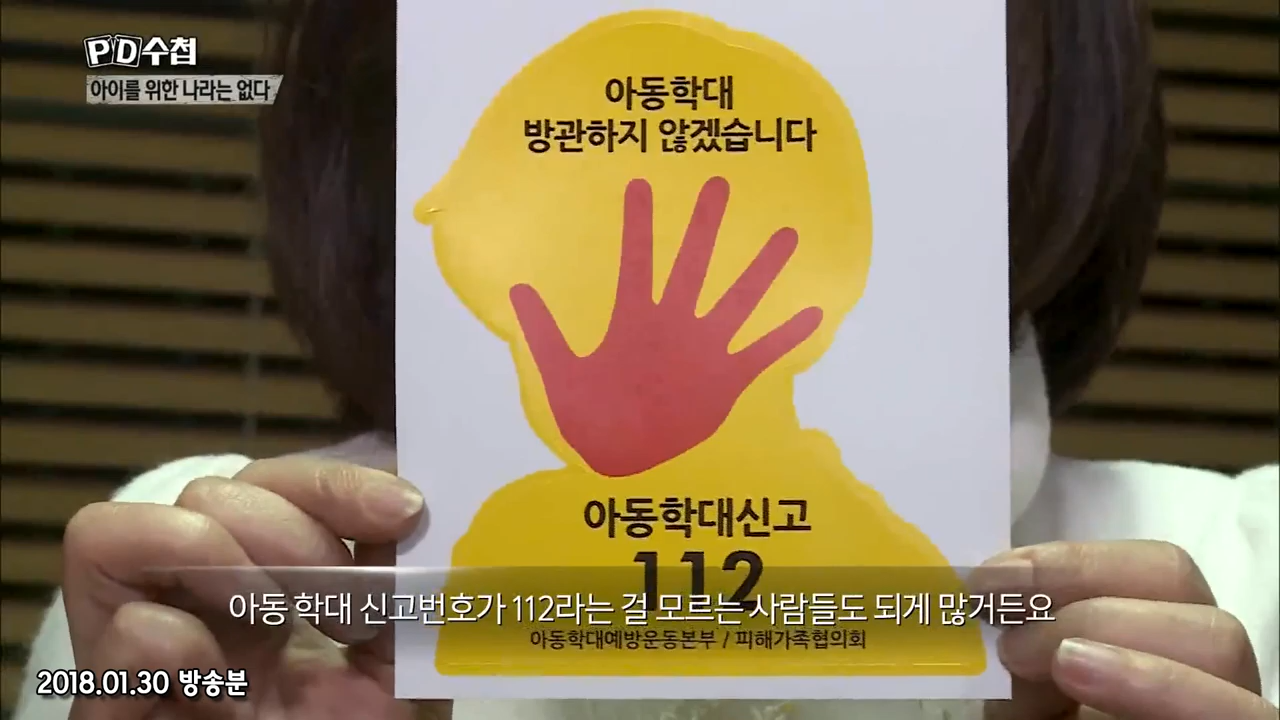 PD수첩
아이를 위한 나라는 없다
아동학대
방관하지 않겠습니다
아동학대신고
112
아동 학대 신고번호가 112라는 걸 모르는 사람들도 되게 많거든요
아동학대예방운동본부 / 피해가족협의회
2018.01.30 방송분